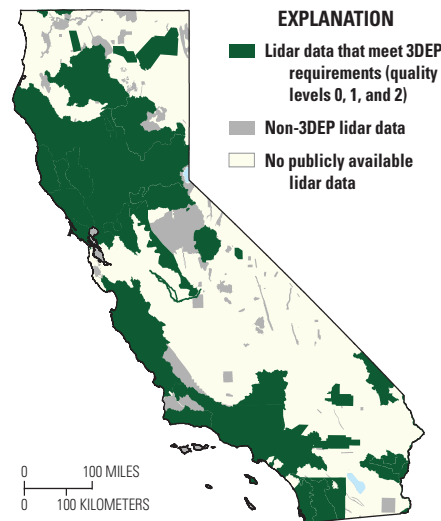 EXPLANATION
Lidar data that meet 3DEP
requirements (quality
levels 0, 1, and 2)
Non-3DEP lidar data
No publicly available
lidar data
0 100 MILES
0 100 KILOMETERS